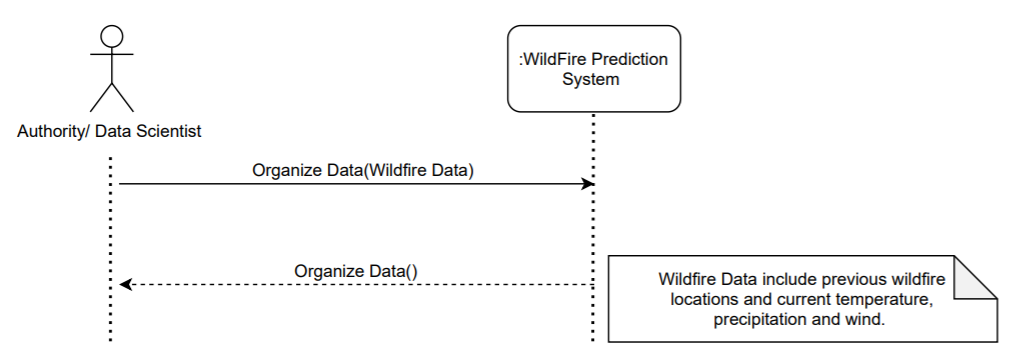 :WildFire Prediction
System
Authority/ Data Scientist
Organize Data(Wildfire Data)
Organize Data()
Wildfire Data include previous wildfire
locations and current temperature,
precipitation and wind.